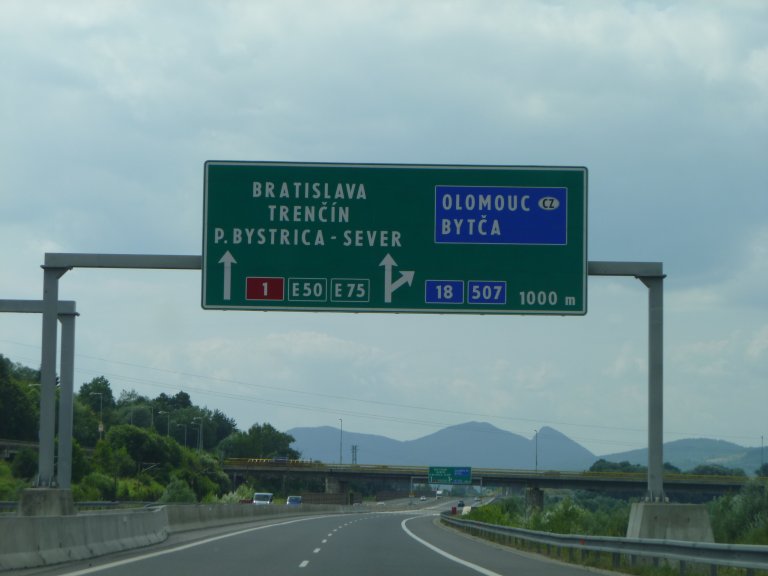 BRATISLAVA
TRENČÍN
P.BYSTRICA-SEVER
OLOMOUC CZ
BYTČA
1 E50 E75
18 507 1000 m